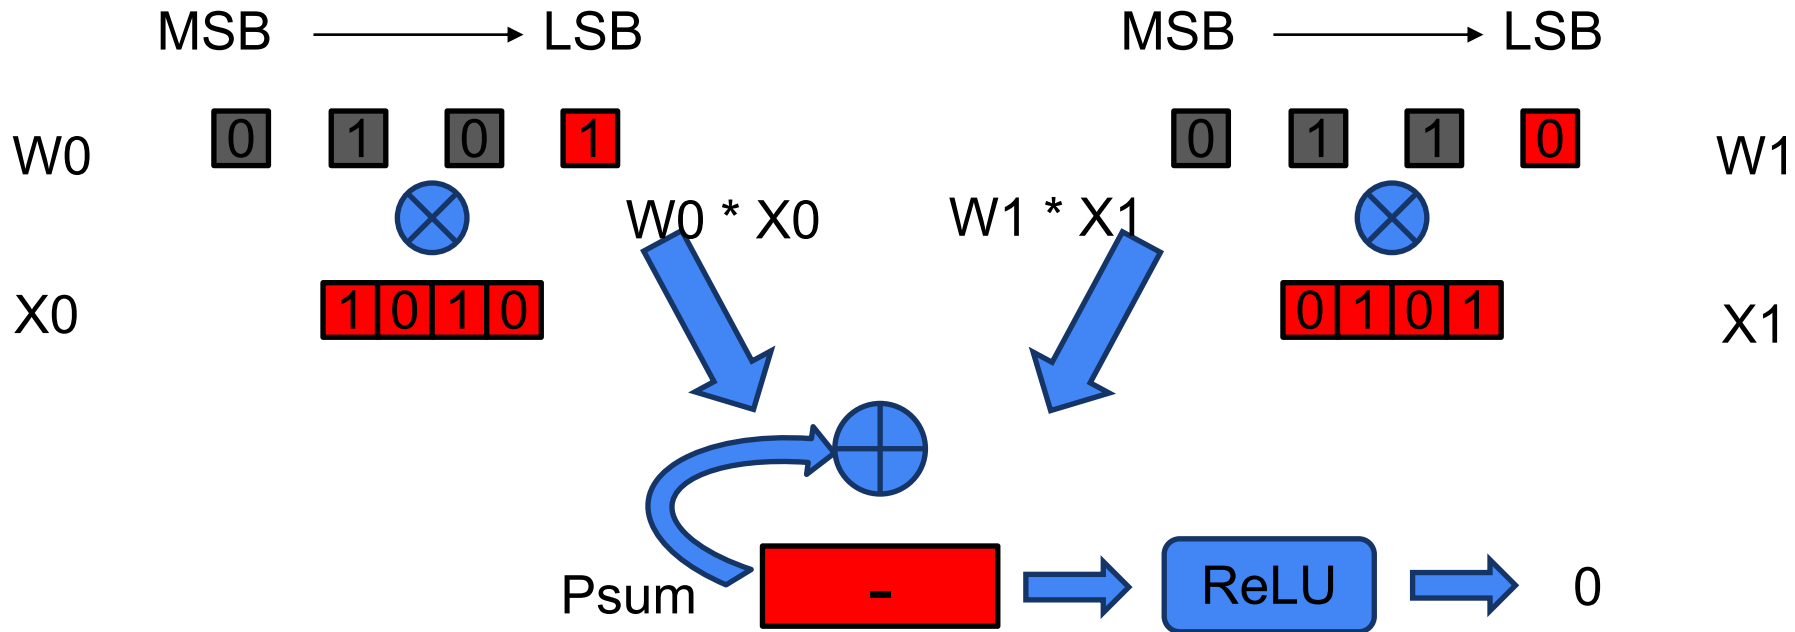 MSB LSB MSB LSB
W0 0 1 0 1 0 1 1 0 W1
W0 * X0 W1 * X1
X0 1 0 1 0 0 1 0 1 X1
Psum - ReLU 0